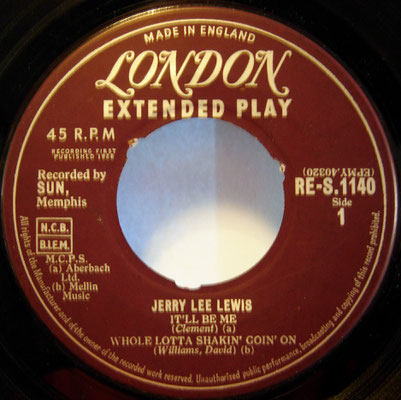 MADE IN ENGLAND
LONDON
EXTENDED PLAY
45 R.P.M
RECORDING FIRST
PUBLISHED 1958
Recorded by
SUN,
Memphis
N.C.B.
B.I.E.M.
M.C.P.S.
(a) Aberbach
Ltd.
(b) Mellin
Music
(EPMY.40320)
RE-S.1140
Side
1
JERRY LEE LEWIS
IT'LL BE ME
(Clement) (a)
WHOLE LOTTA SHAKIN' GOIN' ON
(Williams, David) (b)
All rights of the Manufacturer and of the owner of the recorded work reserved. Unauthorised public performance, broadcasting and copying of this record prohibited.